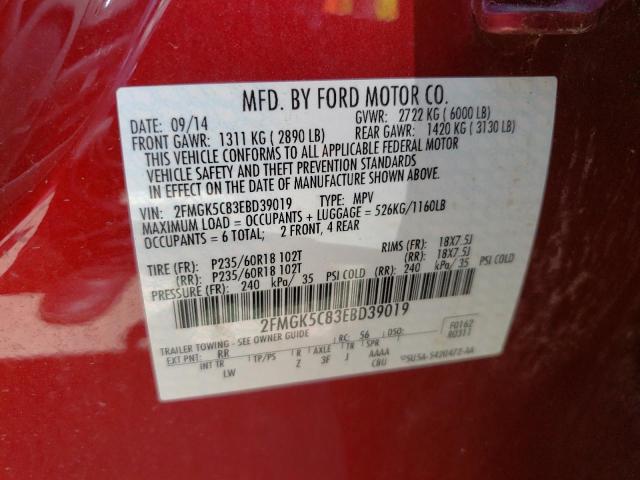 MFD. BY FORD MOTOR CO.
DATE: 09/14 GVWR: 2722 KG ( 6000 LB)
FRONT GAWR: 1311 KG ( 2890 LB) REAR GAWR: 1420 KG ( 3130 LB)
THIS VEHICLE CONFORMS TO ALL APPLICABLE FEDERAL MOTOR
VEHICLE SAFETY AND THEFT PREVENTION STANDARDS
IN EFFECT ON THE DATE OF MANUFACTURE SHOWN ABOVE.
VIN: 2FMGK5C83EBD39019 TYPE: MPV
MAXIMUM LOAD = OCCUPANTS + LUGGAGE = 526KG/1160LB
OCCUPANTS = 6 TOTAL; 2 FRONT, 4 REAR
TIRE (FR): P235/60R18 102T RIMS (FR): 18X7.5J
(RR): P235/60R18 102T (RR): 18X7.5J
PRESSURE (FR): 240 kPa/ 35 PSI COLD (RR): 240 kPa/ 35 PSI COLD
2FMGK5C83EBD39019
TRAILER TOWING - SEE OWNER GUIDE RC: 56 DSO: F0162
EXT PNT: RR R0311
INT TR TP/PS R AXLE TR SPR
LW Z 3F J AAAA
CBU